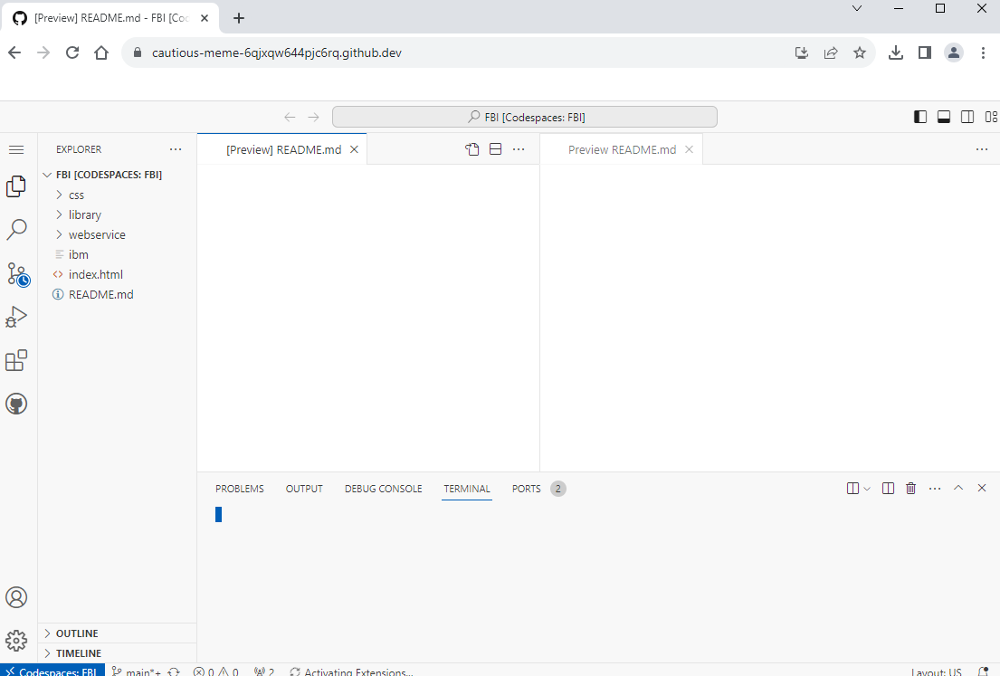 [Preview] README.md - FBI [Coc
cautious-meme-6qjxqw644pjc6rq.github.dev
FBI [Codespaces: FBI]
EXPLORER
[Preview] README.md
Preview README.md
FBI [CODESPACES: FBI]
css
library
webservice
ibm
index.html
README.md
PROBLEMS OUTPUT DEBUG CONSOLE TERMINAL PORTS 2
OUTLINE
TIMELINE
Codespaces: FBI main*+ 0 0 2 Activating Extensions... Layout: US